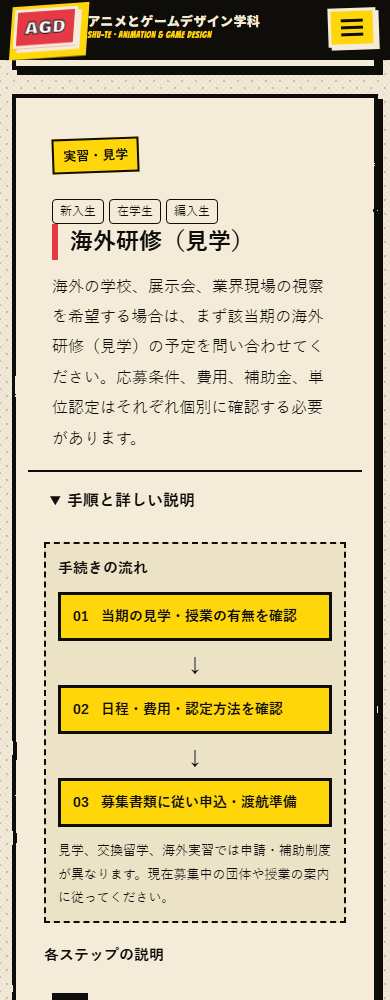 AGD
アニメとゲームデザイン学科
SHU-TE・ANIMATION & GAME DESIGN
実習・見学
新入生 在学生 編入生
海外研修（見学）
海外の学校、展示会、業界現場の視察
を希望する場合は、まず該当期の海外
研修（見学）の予定を問い合わせてく
ださい。応募条件、費用、補助金、単
位認定はそれぞれ個別に確認する必要
があります。
▼ 手順と詳しい説明
手続きの流れ
01 当期の見学・授業の有無を確認
↓
02 日程・費用・認定方法を確認
↓
03 募集書類に従い申込・渡航準備
見学、交換留学、海外実習では申請・補助制度
が異なります。現在募集中の団体や授業の案内
に従ってください。
各ステップの説明